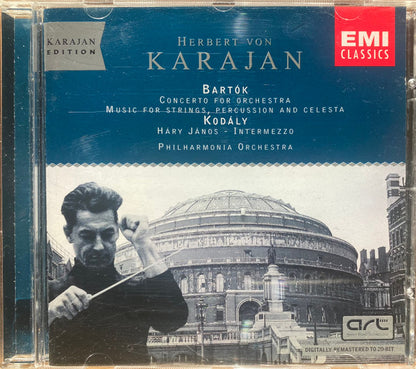 KARAJAN
EDITION
HERBERT VON
KARAJAN
EMI
CLASSICS
BARTÓK
CONCERTO FOR ORCHESTRA
MUSIC FOR STRINGS, PERCUSSION AND CELESTA
KODÁLY
HÁRY JÁNOS - INTERMEZZO
PHILHARMONIA ORCHESTRA
art
DIGITALLY REMASTERED TO 20-BIT